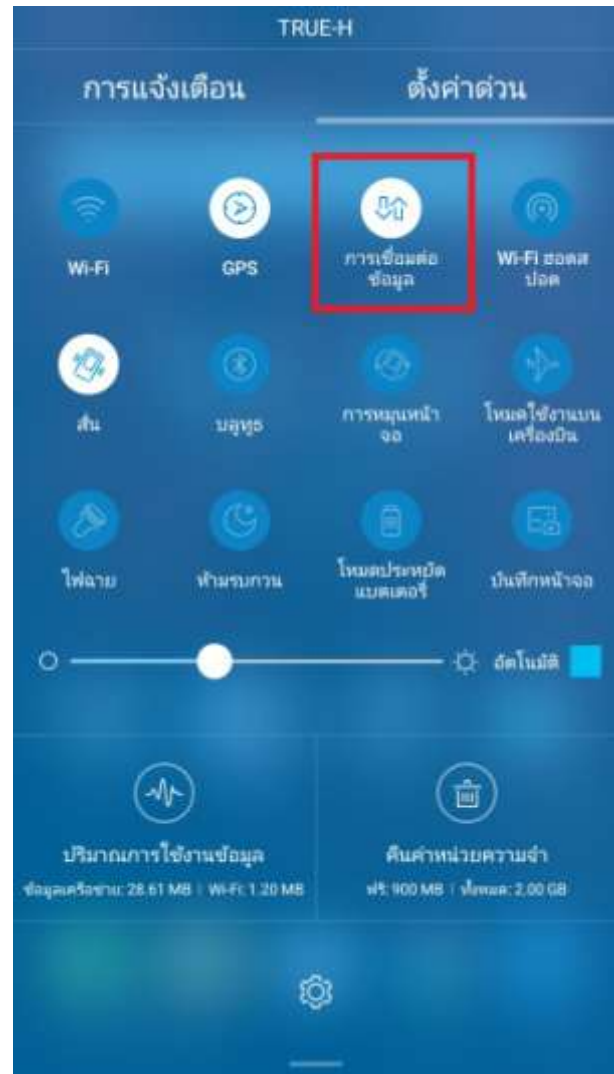 TRUE-H
การแจ้งเตือน ตั้งค่าด่วน
Wi-Fi GPS การเชื่อมต่อ Wi-Fi ฮอตส
ข้อมูล ปอต
สั่น บลูทูธ การหมุนหน้า โหมดใช้งานบน
จอ เครื่องบิน
ไฟฉาย ห้ามรบกวน โหมดประหยัด บันทึกหน้าจอ
แบตเตอรี่
อัตโนมัติ
ปริมาณการใช้งานข้อมูล คืนค่าหน่วยความจำ
ข้อมูลเครือข่าย: 28.61 MB | Wi-Fi: 1.20 MB ฟรี: 900 MB | ทั้งหมด: 2.00 GB